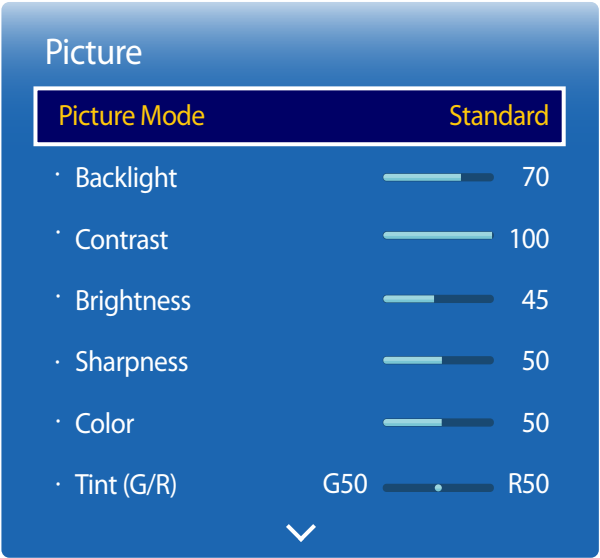 Picture
Picture Mode Standard
· Backlight 70
· Contrast 100
· Brightness 45
· Sharpness 50
· Color 50
· Tint (G/R) G50 R50